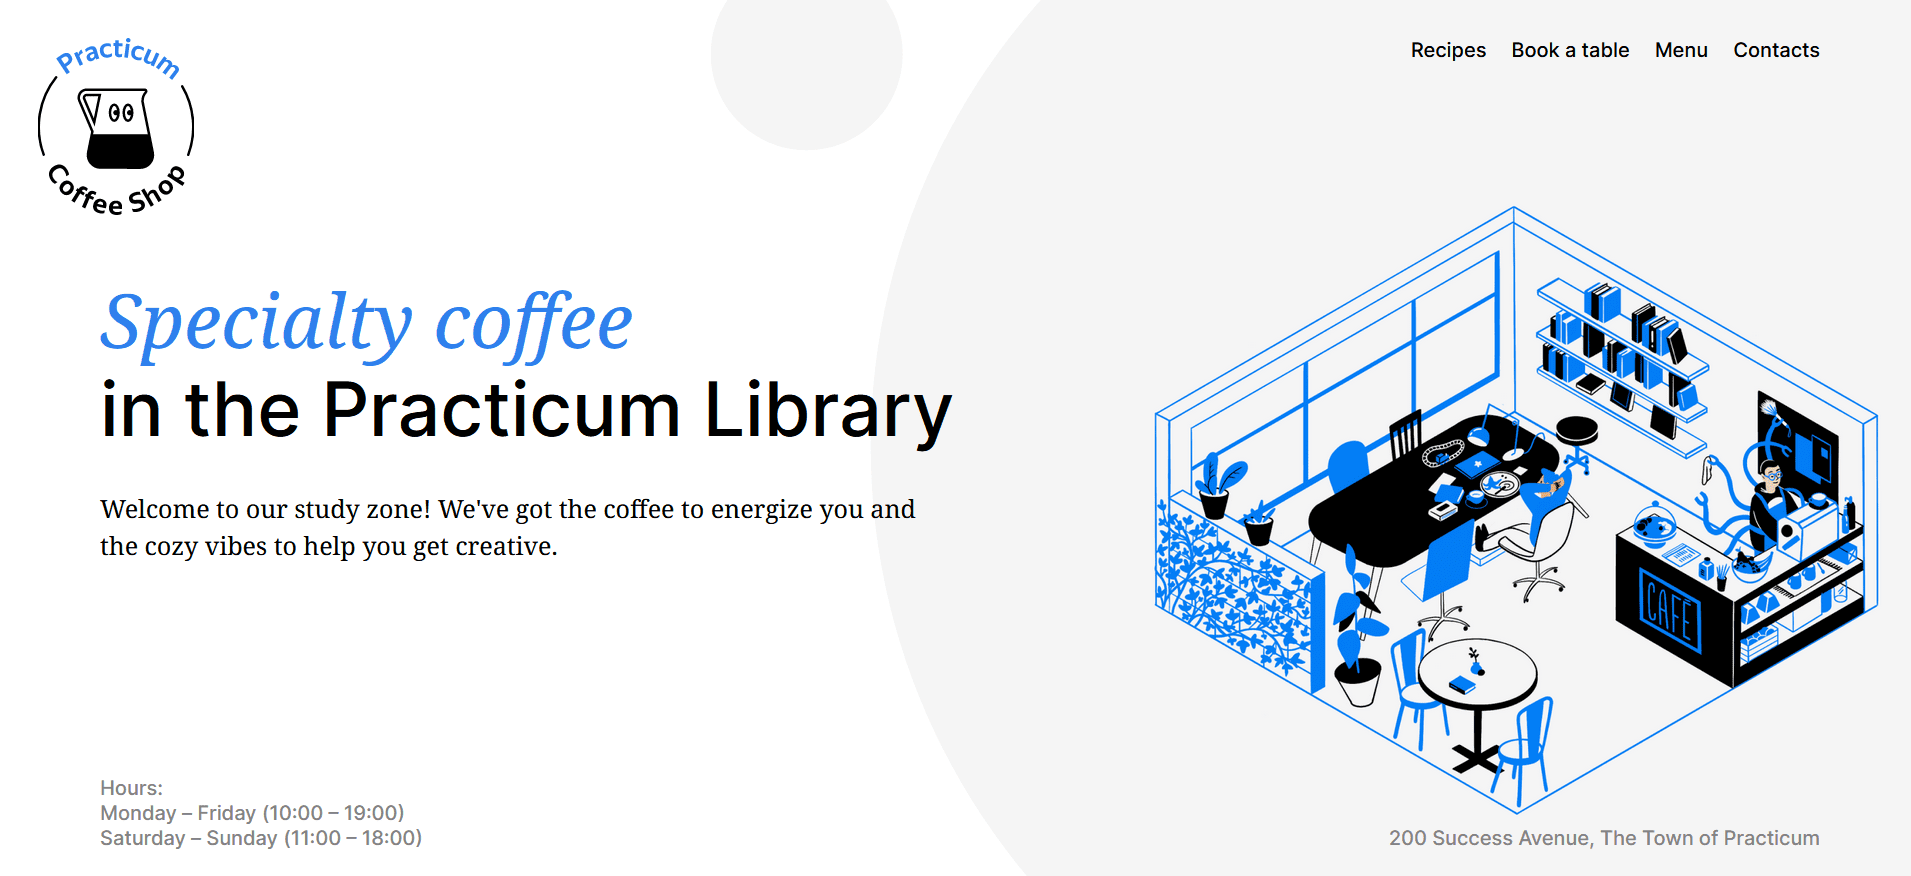 Practicum
Coffee Shop
Recipes Book a table Menu Contacts
Specialty coffee
in the Practicum Library
Welcome to our study zone! We've got the coffee to energize you and
the cozy vibes to help you get creative.
CAFE
Hours:
Monday – Friday (10:00 – 19:00)
Saturday – Sunday (11:00 – 18:00)
200 Success Avenue, The Town of Practicum